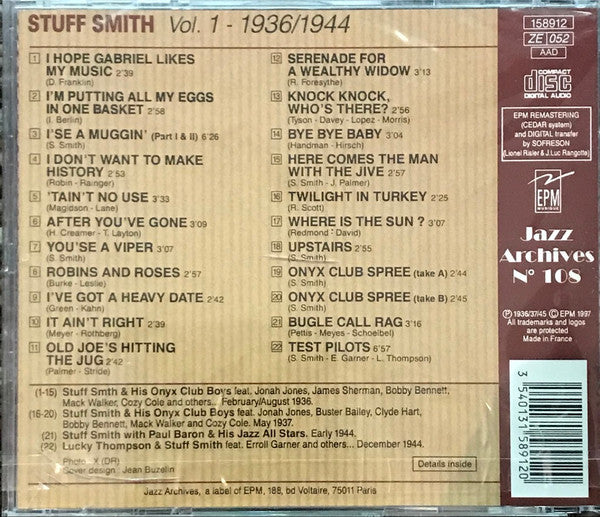 STUFF SMITH Vol. 1 - 1936/1944
1 I HOPE GABRIEL LIKES
MY MUSIC 2'39
(D. Franklin)
2 I'M PUTTING ALL MY EGGS
IN ONE BASKET 2'58
(I. Berlin)
3 I'SE A MUGGIN' (Part I & II) 6'26
(S. Smith)
4 I DON'T WANT TO MAKE
HISTORY 2'53
(Robin - Rainger)
5 'TAIN'T NO USE 3'33
(Magidson - Lane)
6 AFTER YOU'VE GONE 3'09
(H. Creamer - T. Layton)
7 YOU'SE A VIPER 3'07
(S. Smith)
8 ROBINS AND ROSES 2'57
(Burke - Leslie)
9 I'VE GOT A HEAVY DATE 2'42
(Green - Kahn)
10 IT AIN'T RIGHT 2'39
(Meyer - Rothberg)
11 OLD JOE'S HITTING
THE JUG 2'42
(Palmer - Stride)
12 SERENADE FOR
A WEALTHY WIDOW 3'13
(R. Foresythe)
13 KNOCK KNOCK,
WHO'S THERE? 2'56
(Tyson - Davey - Lopez - Morris)
14 BYE BYE BABY 3'04
(Handman - Hirsch)
15 HERE COMES THE MAN
WITH THE JIVE 2'57
(S. Smith - J. Palmer)
16 TWILIGHT IN TURKEY 2'25
(R. Scott)
17 WHERE IS THE SUN ? 3'07
(Redmond - David)
18 UPSTAIRS 2'55
(S. Smith)
19 ONYX CLUB SPREE (take A) 2'44
(S. Smith)
20 ONYX CLUB SPREE (take B) 2'45
(S. Smith)
21 BUGLE CALL RAG 3'16
(Pettis - Meyes - Schoebel)
22 TEST PILOTS 6'57
(S. Smith - E. Garner - L. Thompson)
(1-15) Stuff Smth & His Onyx Club Boys feat. Jonah Jones, James Sherman, Bobby Bennett,
Mack Walker, Cozy Cole and others... February/August 1936.
(16-20) Stuff Smith & His Onyx Club Boys feat. Jonah Jones, Buster Bailey, Clyde Hart,
Bobby Bennett, Mack Walker and Cozy Cole. May 1937.
(21) Stuff Smith with Paul Baron & His Jazz All Stars. Early 1944.
(22) Lucky Thompson & Stuff Smith feat. Erroll Garner and others... December 1944.
Photo : X (DR)
Cover design : Jean Buzelin
Details inside
Jazz Archives, a label of EPM, 188, bd Voltaire, 75011 Paris
158912
ZE 052
AAD
COMPACT
disc
DIGITAL AUDIO
EPM REMASTERING
(CEDAR system)
and DIGITAL transfer
by SOFRESON
(Lionel Risler & J.Luc Rangotte)
EPM
MUSIQUE
Jazz
Archives
N° 108
Ⓟ 1936/37/45 © EPM 1997
All trademarks and logos
are protected
Made in France
3 540131 589120